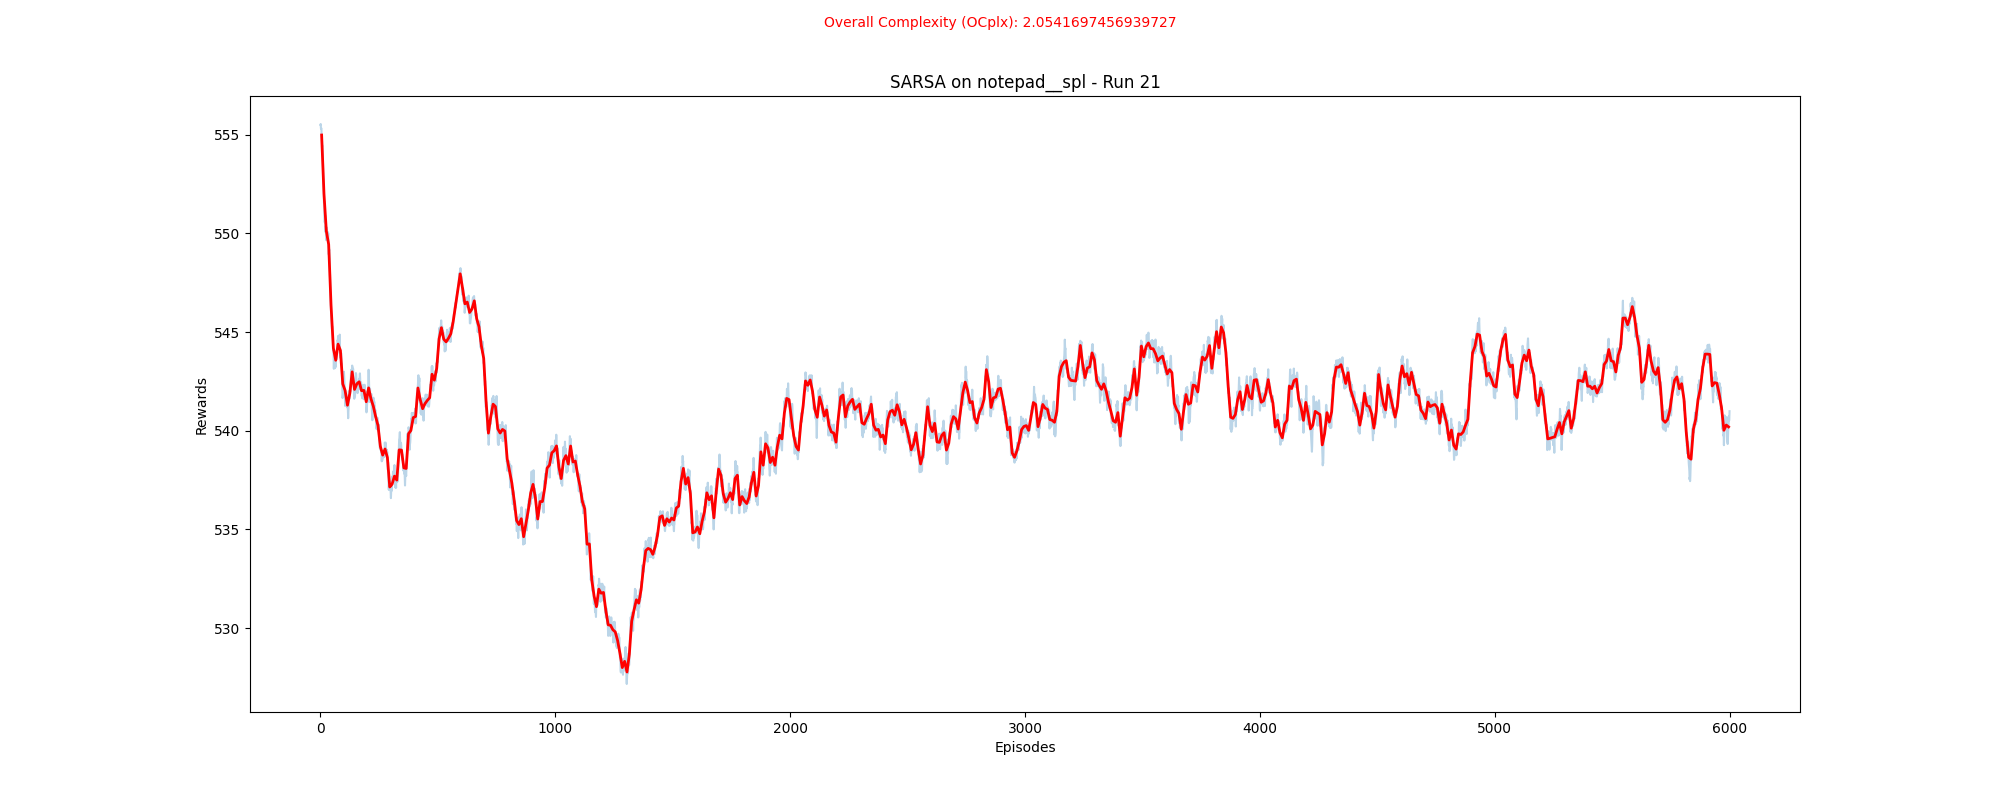 Overall Complexity (OCplx): 2.0541697456939727
SARSA on notepad__spl - Run 21
555
550
545
540
535
530
Rewards
0 1000 2000 3000 4000 5000 6000
Episodes